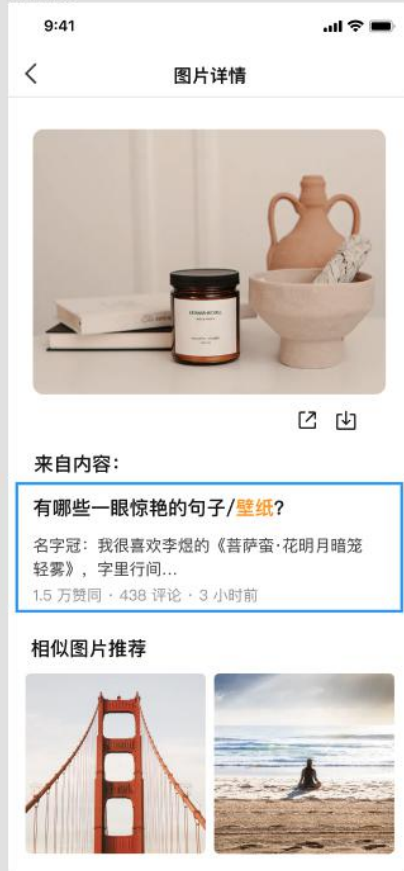 9:41
图片详情
来自内容：
有哪些一眼惊艳的句子/壁纸?
名字冠：我很喜欢李煜的《菩萨蛮·花明月暗笼
轻雾》，字里行间...
1.5 万赞同 · 438 评论 · 3 小时前
相似图片推荐